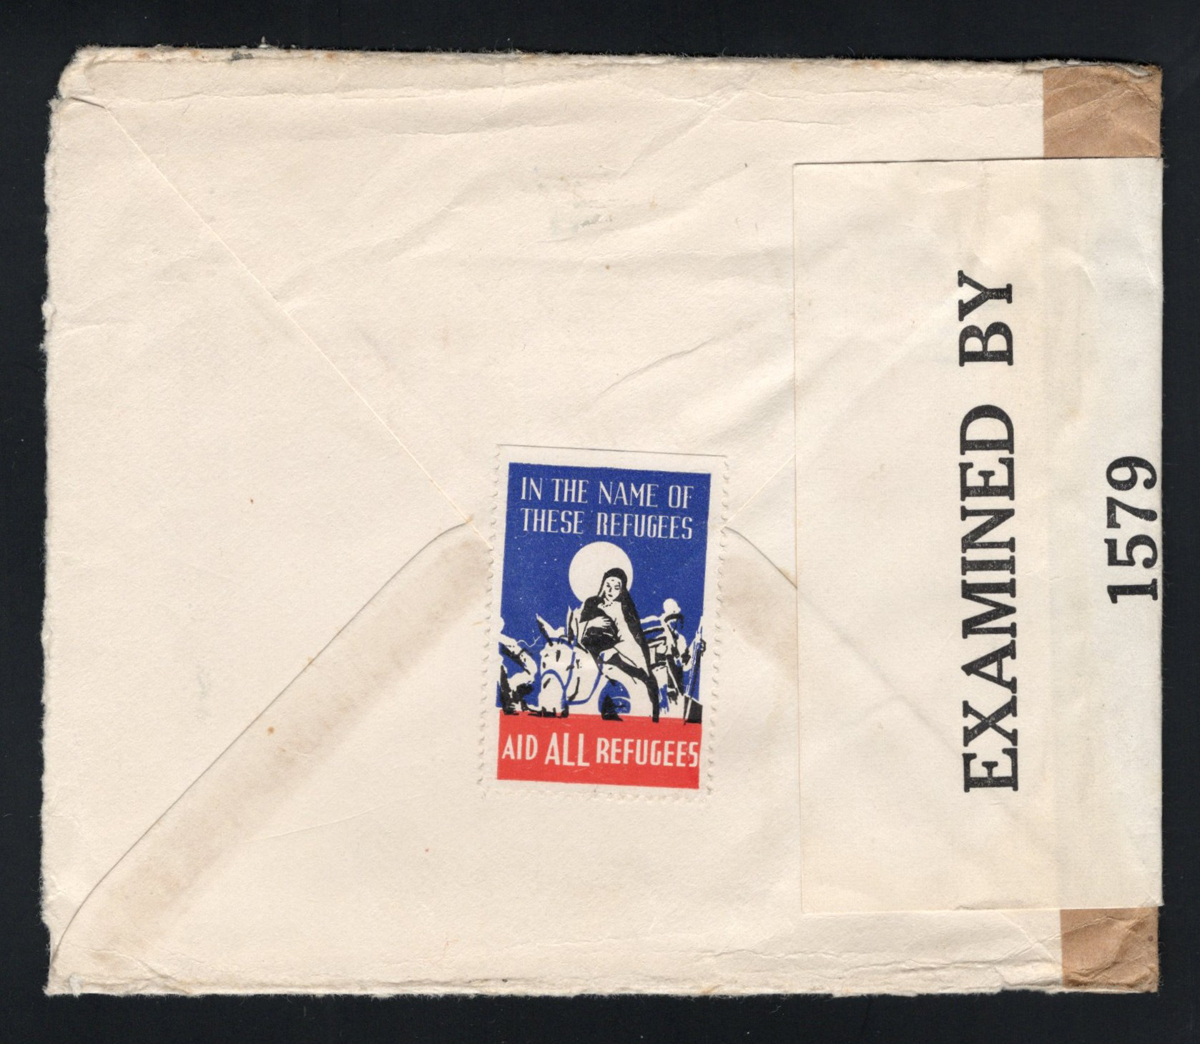 IN THE NAME OF
THESE REFUGEES
AID ALL REFUGEES
EXAMINED BY
1579